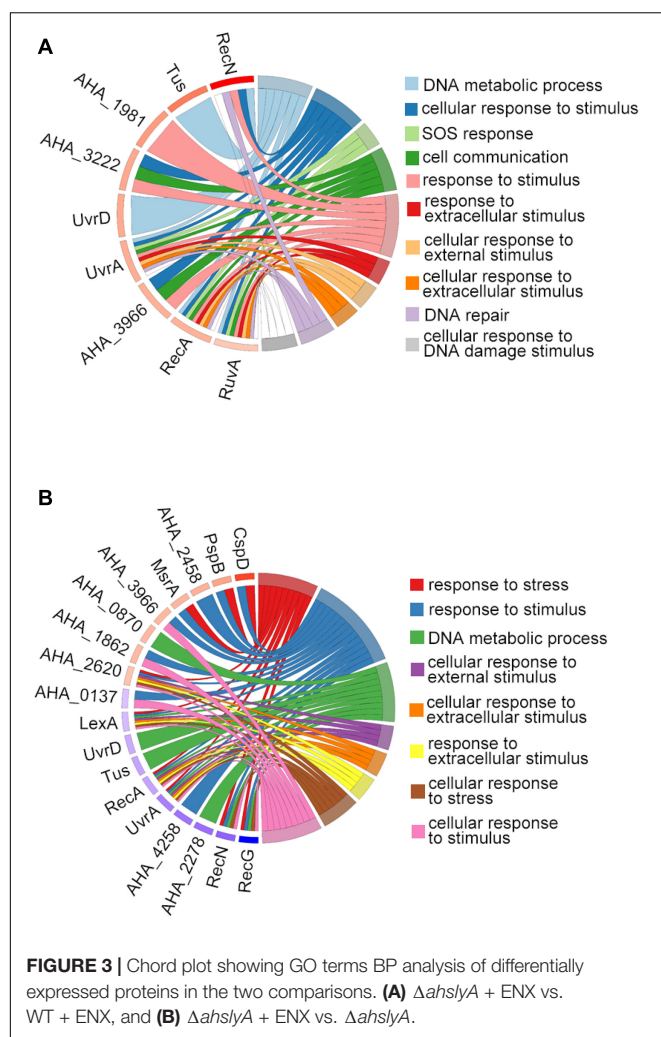 A
RecN
Tus
AHA_1981
AHA_3222
UvrD
UvrA
AHA_3966
RecA
RuvA
DNA metabolic process
cellular response to stimulus
SOS response
cell communication
response to stimulus
response to
extracellular stimulus
cellular response to
external stimulus
cellular response to
extracellular stimulus
DNA repair
cellular response to
DNA damage stimulus
B
CspD
PspB
AHA_2458
MsrA
AHA_3966
AHA_0870
AHA_1862
AHA_2620
AHA_0137
LexA
UvrD
Tus
RecA
UvrA
AHA_4258
AHA_2278
RecN
RecG
response to stress
response to stimulus
DNA metabolic process
cellular response to
external stimulus
cellular response to
extracellular stimulus
response to
extracellular stimulus
cellular response
to stress
cellular response
to stimulus
FIGURE 3 | Chord plot showing GO terms BP analysis of differentially
expressed proteins in the two comparisons. (A) ΔahslyA + ENX vs.
WT + ENX, and (B) ΔahslyA + ENX vs. ΔahslyA.